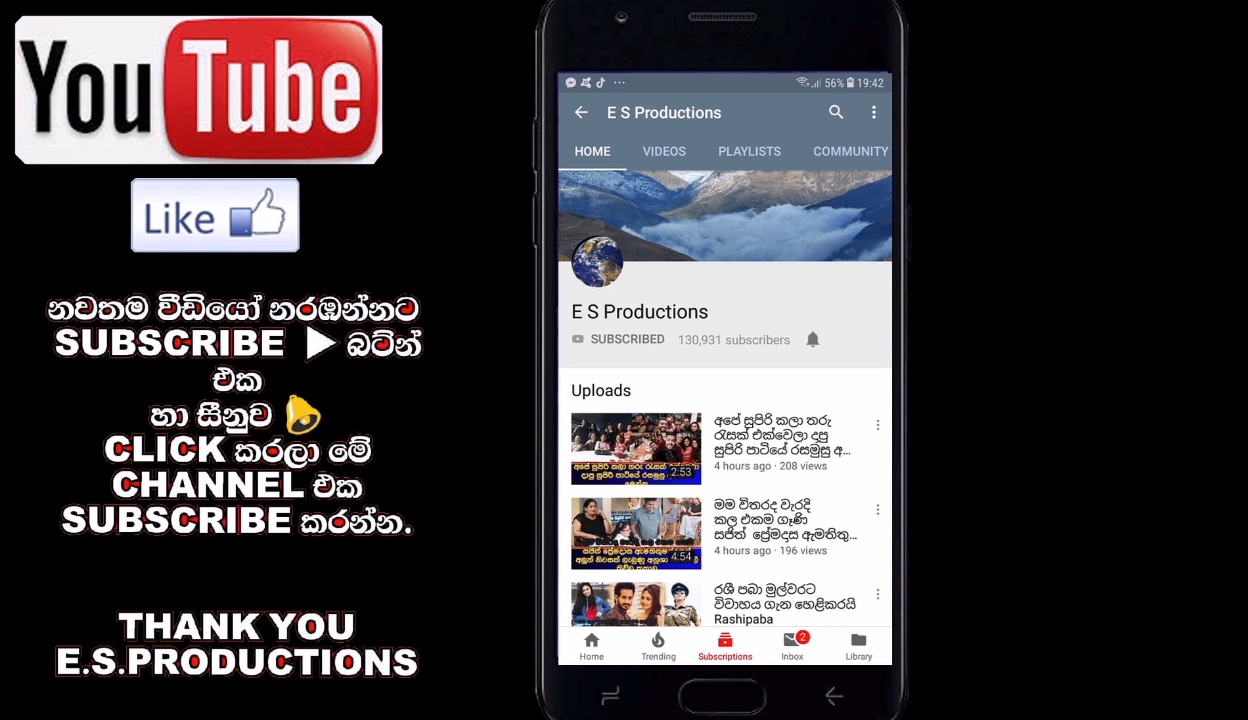 YouTube
Like
නවතම වීඩියෝ නරඹන්නට
SUBSCRIBE ▶ බටින්
එක
හා සීනුව 🔔
CLICK කරලා මේ
CHANNEL එක
SUBSCRIBE කරන්න.
THANK YOU
E.S.PRODUCTIONS
56% 19:42
E S Productions
HOME VIDEOS PLAYLISTS COMMUNITY
E S Productions
SUBSCRIBED 130,931 subscribers
Uploads
අපේ සුපිරි කලා තරු
රැසක් එක්වෙලා දාපු
සුපිරි පාටියේ රසමුසු අ...
4 hours ago · 208 views
2:53
මම විතරද වැරදි
කල එකම ගෑණි
සජිත් ප්‍රේමදාස ඇමතිතු...
4 hours ago · 196 views
4:54
රශී පබා මුල්වරට
විවාහය ගැන හෙළිකරයි
Rashipaba
Home Trending Subscriptions Inbox 2 Library